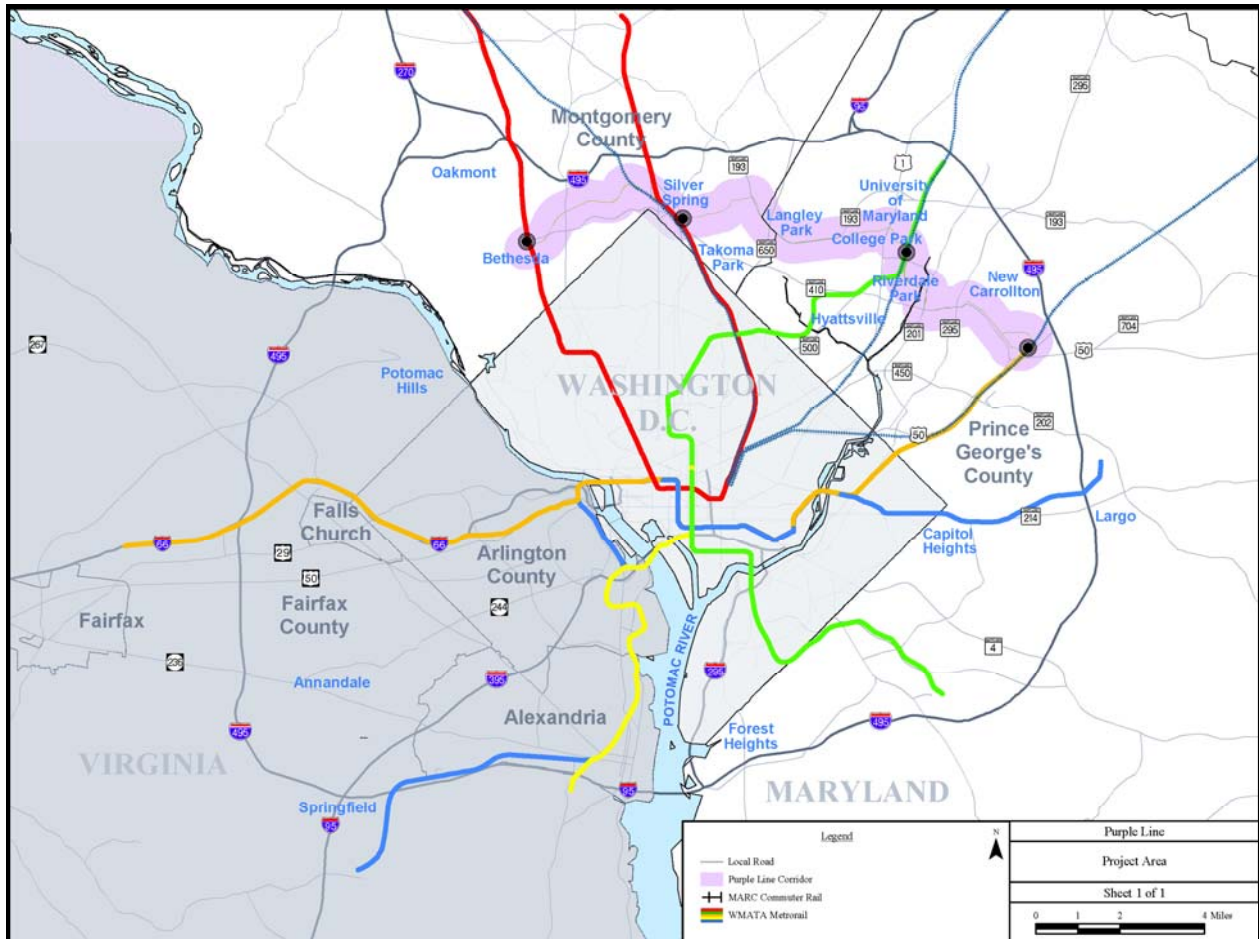 270
295
95
Montgomery
County
193
1
Oakmont
495
Silver
Spring
University
of
Maryland
Langley
Park
193
193
College Park
Bethesda
Takoma
Park
650
495
410
Riverdale
Park
New
Carrollton
Hyattsville
267
495
500
201
295
704
50
Potomac
Hills
450
WASHINGTON
D.C.
202
50
Prince
George's
County
Falls
Church
Largo
214
Capitol
Heights
66
66
29
Arlington
County
50
Fairfax
Fairfax
County
244
POTOMAC RIVER
4
236
Annandale
395
295
Alexandria
495
495
Forest
Heights
VIRGINIA
95
MARYLAND
Springfield
95
Legend
Local Road
Purple Line Corridor
MARC Commuter Rail
WMATA Metrorail
N
Purple Line
Project Area
Sheet 1 of 1
0 1 2 4 Miles